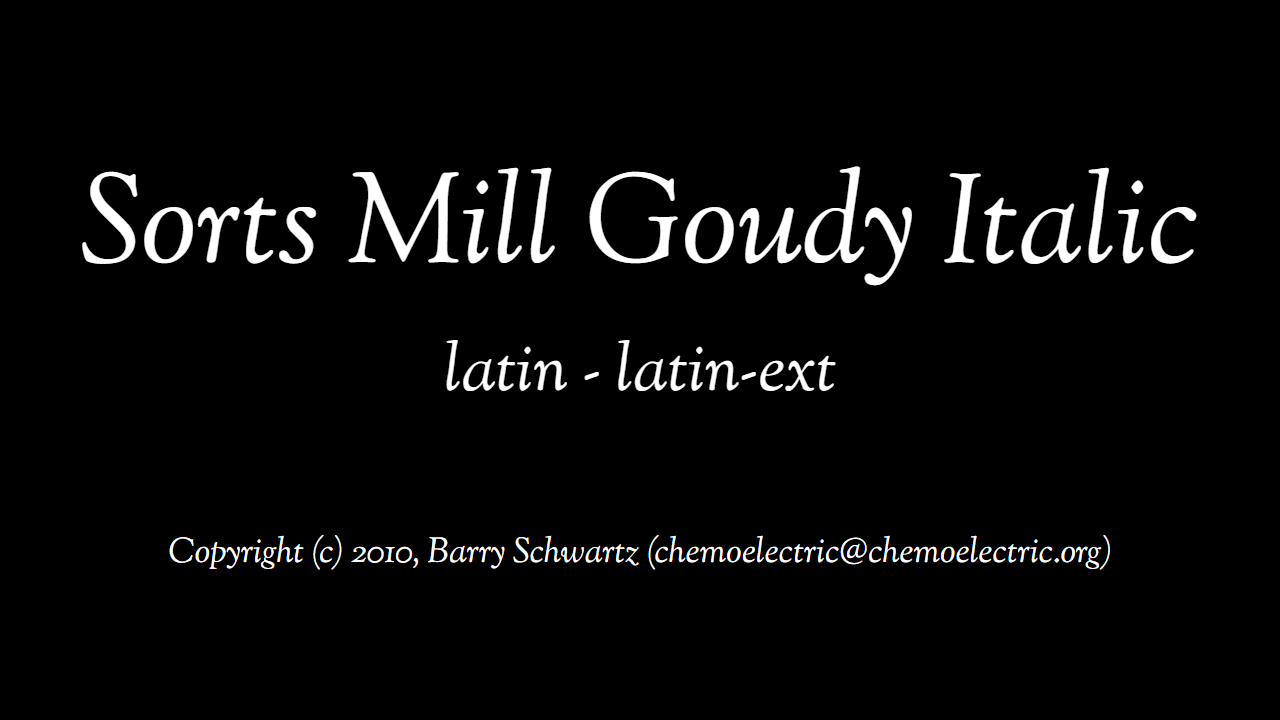 Sorts Mill Goudy Italic
latin - latin-ext
Copyright (c) 2010, Barry Schwartz (chemoelectric@chemoelectric.org)